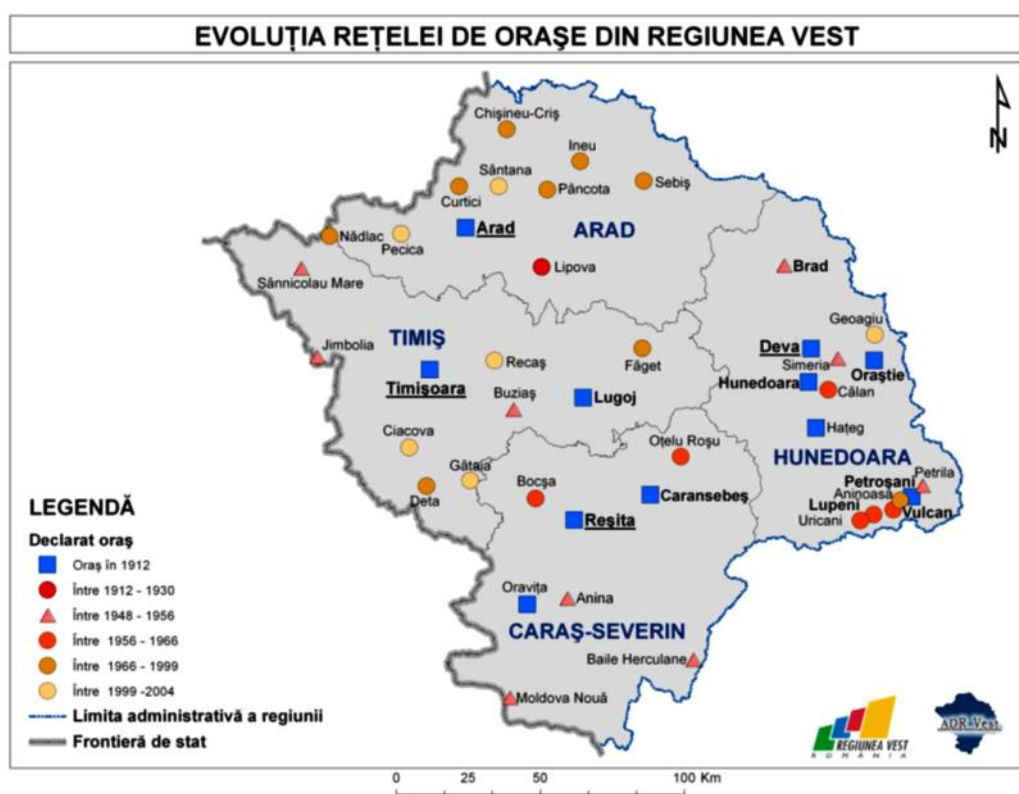 EVOLUȚIA REȚELEI DE ORAȘE DIN REGIUNEA VEST
N
Chișineu-Criș
Ineu
Sântana
Sebiș
Curtici
Pâncota
Arad
ARAD
Nădlac
Pecica
Lipova
Brad
Sânnicolau Mare
Geoagiu
TIMIȘ
Jimbolia
Deva
Simeria
Recaș
Făget
Orăștie
Timișoara
Hunedoara
Călan
Buziaș
Lugoj
Hațeg
Ciacova
Oțelu Roșu
HUNEDOARA
Gătaia
Bocșa
Petrila
Petroșani
Deta
Caransebeș
Aninoasa
Lupeni
Vulcan
Uricani
Reșița
Oravița
Anina
CARAȘ-SEVERIN
Baile Herculane
Moldova Nouă
LEGENDĂ
Declarat oraș
Oraș în 1912
Între 1912 - 1930
Între 1948 - 1956
Între 1956 - 1966
Între 1966 - 1999
Între 1999 -2004
Limita administrativă a regiunii
Frontieră de stat
REGIUNEA VEST
ROMÂNIA
ADR Vest
0 25 50 100 Km